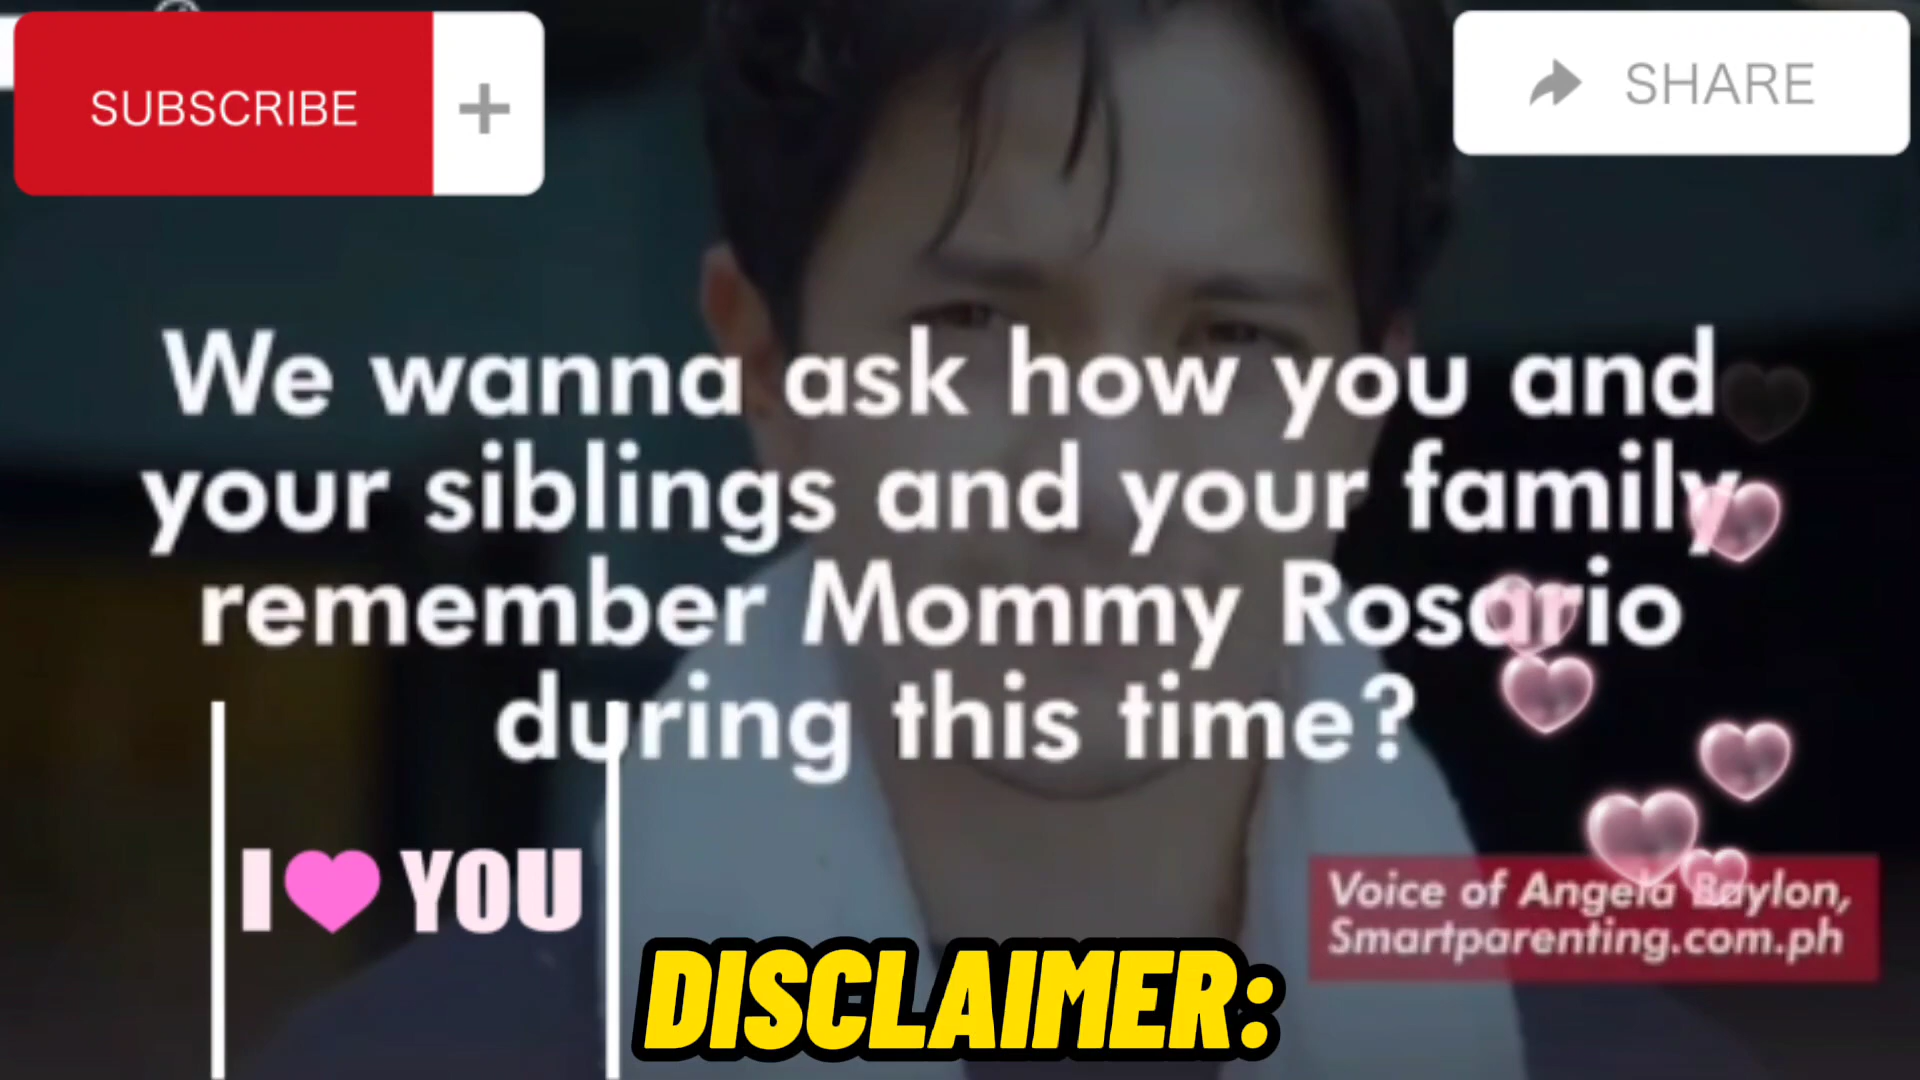 SUBSCRIBE +
SHARE
We wanna ask how you and
your siblings and your family
remember Mommy Rosario
during this time?
I YOU
Voice of Angela Baylon,
Smartparenting.com.ph
DISCLAIMER: